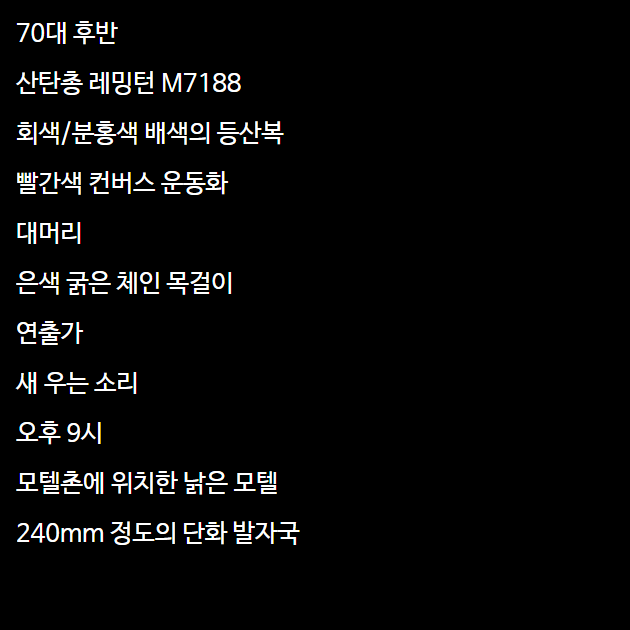 70대 후반
산탄총 레밍턴 M7188
회색/분홍색 배색의 등산복
빨간색 컨버스 운동화
대머리
은색 굵은 체인 목걸이
연출가
새 우는 소리
오후 9시
모텔촌에 위치한 낡은 모텔
240mm 정도의 단화 발자국